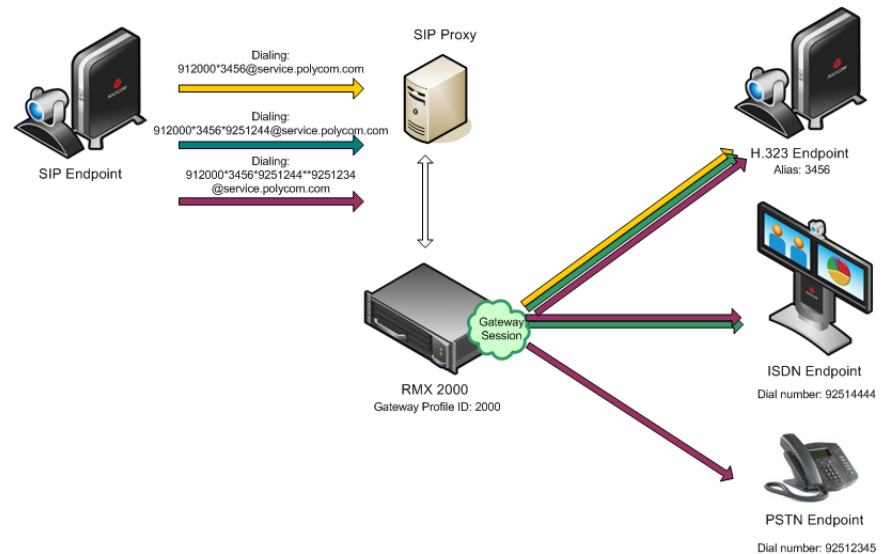 Dialing:
912000*3456@service.polycom.com
Dialing:
912000*3456*9251244@service.polycom.com
Dialing:
912000*3456*9251244**9251234
@service.polycom.com
SIP Endpoint
POLYCOM
SIP Proxy
POLYCOM
H.323 Endpoint
Alias: 3456
Gateway
Session
RMX 2000
Gateway Profile ID: 2000
ISDN Endpoint
Dial number: 92514444
PSTN Endpoint
Dial number: 92512345